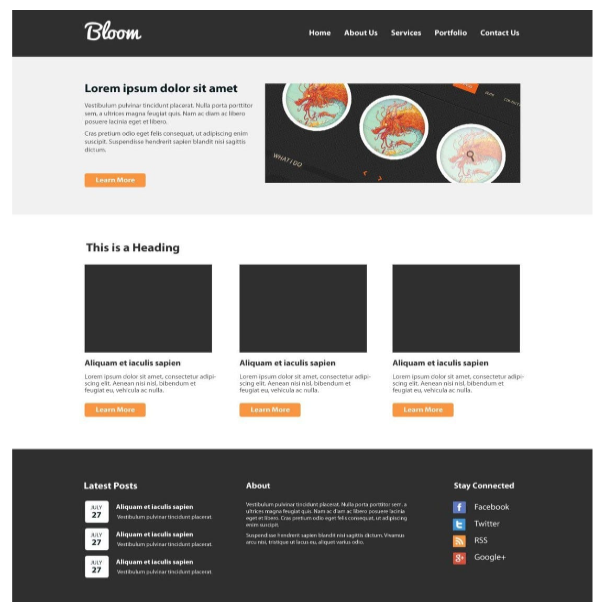 Bloom
Home About Us Services Portfolio Contact Us
Lorem ipsum dolor sit amet
Vestibulum pulvinar tincidunt placerat. Nulla porta porttitor
sem, a ultrices magna feugiat quis. Nam ac diam ac libero
posuere lacinia eget et libero.
Cras pretium odio eget felis consequat, ut adipiscing enim
suscipit. Suspendisse hendrerit sapien blandit nisi sagittis
dictum.
Learn More
WHAT I DO
This is a Heading
Aliquam et iaculis sapien
Lorem ipsum dolor sit amet, consectetur adipi-
scing elit. Aenean nisi nisl, bibendum et
feugiat eu, vehicula ac nulla.
Learn More
Aliquam et iaculis sapien
Lorem ipsum dolor sit amet, consectetur adipi-
scing elit. Aenean nisi nisl, bibendum et
feugiat eu, vehicula ac nulla.
Learn More
Aliquam et iaculis sapien
Lorem ipsum dolor sit amet, consectetur adipi-
scing elit. Aenean nisi nisl, bibendum et
feugiat eu, vehicula ac nulla.
Learn More
Latest Posts
JULY
27
Aliquam et iaculis sapien
Vestibulum pulvinar tincidunt placerat.
JULY
27
Aliquam et iaculis sapien
Vestibulum pulvinar tincidunt placerat.
JULY
27
Aliquam et iaculis sapien
Vestibulum pulvinar tincidunt placerat.
About
Vestibulum pulvinar tincidunt placerat. Nulla porta porttitor sem, a
ultrices magna feugiat quis. Nam ac diam ac libero posuere lacinia
eget et libero. Cras pretium odio eget felis consequat, ut adipiscing
enim suscipit.
Suspendisse hendrerit sapien blandit nisi sagittis dictum. Vivamus
arcu nisi, tristique ut lacus eu, aliquet varius odio.
Stay Connected
Facebook
Twitter
RSS
Google+